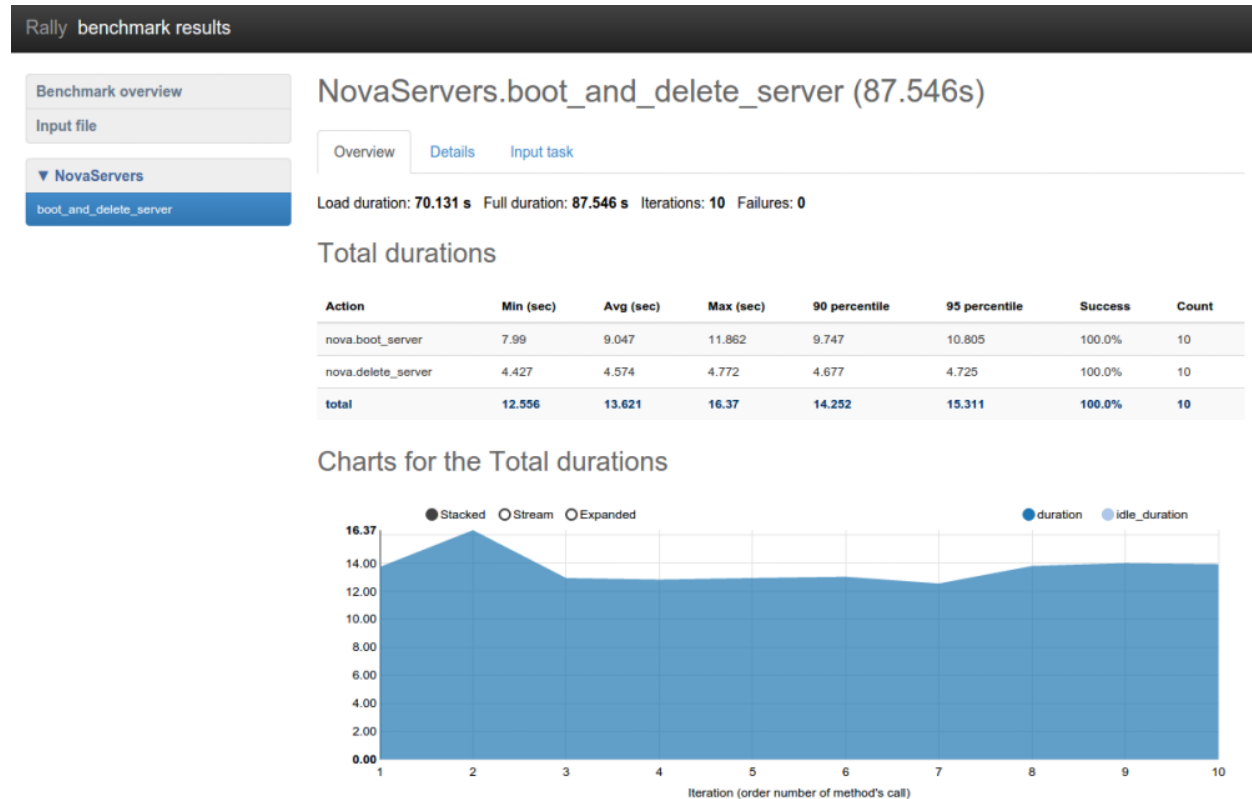 Rally benchmark results
Benchmark overview
Input file
▼ NovaServers
boot_and_delete_server
NovaServers.boot_and_delete_server (87.546s)
Overview Details Input task
Load duration: 70.131 s Full duration: 87.546 s Iterations: 10 Failures: 0
Total durations
Action Min (sec) Avg (sec) Max (sec) 90 percentile 95 percentile Success Count
nova.boot_server 7.99 9.047 11.862 9.747 10.805 100.0% 10
nova.delete_server 4.427 4.574 4.772 4.677 4.725 100.0% 10
total 12.556 13.621 16.37 14.252 15.311 100.0% 10
Charts for the Total durations
Stacked Stream Expanded duration idle_duration
16.37
14.00
12.00
10.00
8.00
6.00
4.00
2.00
0.00
1 2 3 4 5 6 7 8 9 10
Iteration (order number of method's call)